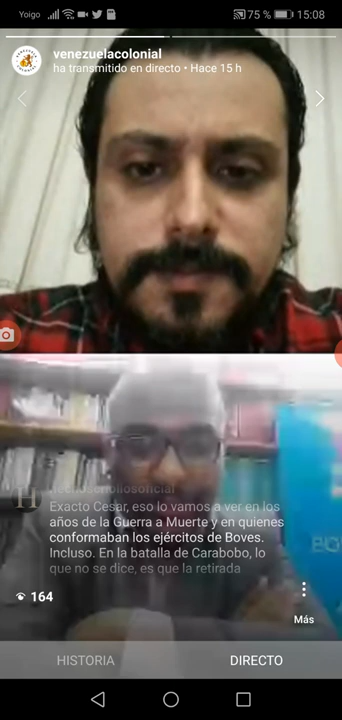 Yoigo 75 % 15:08
venezuelacolonial
ha transmitido en directo • Hace 15 h
Exacto Cesar, eso lo vamos a ver en los
años de la Guerra a Muerte y en quienes
conformaban los ejércitos de Boves.
Incluso. En la batalla de Carabobo, lo
que no se dice, es que la retirada
164
Más
HISTORIA DIRECTO